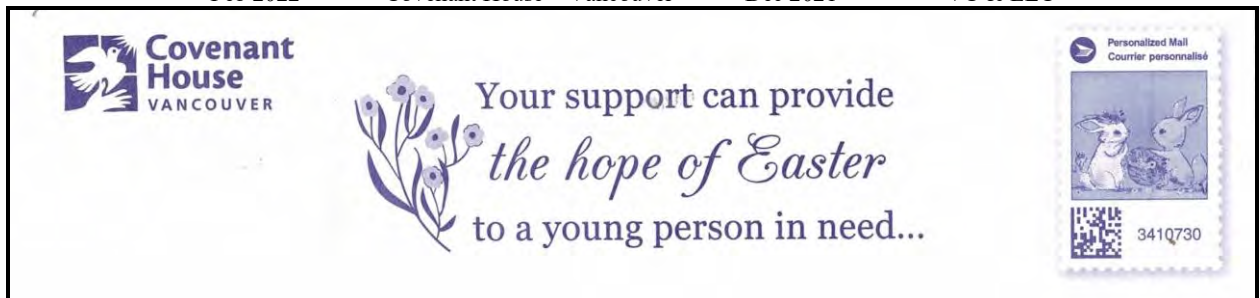 Covenant
House
VANCOUVER
Your support can provide
the hope of Easter
to a young person in need...
Personalized Mail
Courrier personnalisé
3410730